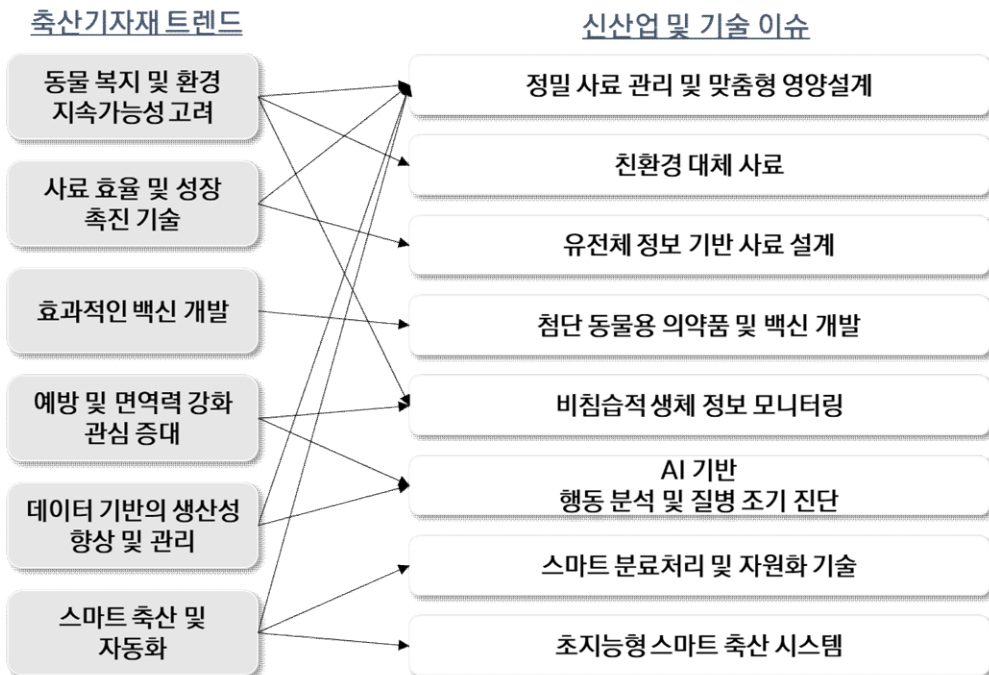 축산기자재 트렌드
동물 복지 및 환경
지속가능성 고려
사료 효율 및 성장
촉진 기술
효과적인 백신 개발
예방 및 면역력 강화
관심 증대
데이터 기반의 생산성
향상 및 관리
스마트 축산 및
자동화
신산업 및 기술 이슈
정밀 사료 관리 및 맞춤형 영양설계
친환경 대체 사료
유전체 정보 기반 사료 설계
첨단 동물용 의약품 및 백신 개발
비침습적 생체 정보 모니터링
AI 기반
행동 분석 및 질병 조기 진단
스마트 분료처리 및 자원화 기술
초지능형 스마트 축산 시스템